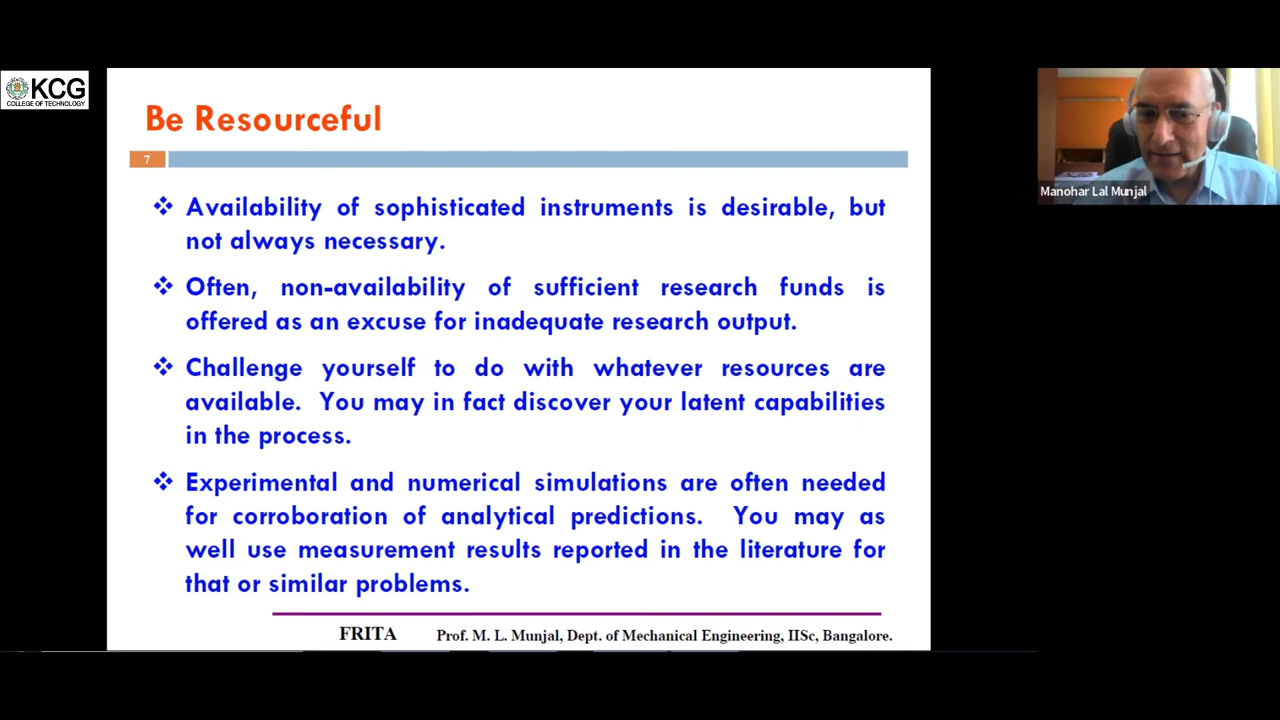 KCG
COLLEGE OF TECHNOLOGY
Be Resourceful
7
❖ Availability of sophisticated instruments is desirable, but
not always necessary.
❖ Often, non-availability of sufficient research funds is
offered as an excuse for inadequate research output.
❖ Challenge yourself to do with whatever resources are
available. You may in fact discover your latent capabilities
in the process.
❖ Experimental and numerical simulations are often needed
for corroboration of analytical predictions. You may as
well use measurement results reported in the literature for
that or similar problems.
FRITA Prof. M. L. Munjal, Dept. of Mechanical Engineering, IISc, Bangalore.
Manohar Lal Munjal